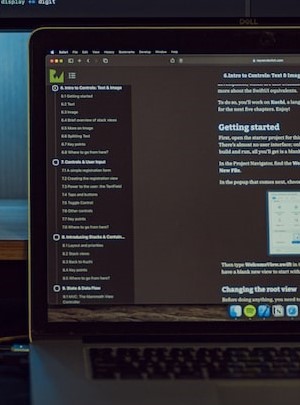 display == digit
DELL
Safari File Edit View History Bookmarks Develop Window Help
raywenderlich.com
6. Intro to Controls: Text & Image
6.1 Getting started
6.2 Text
6.3 Image
6.4 Brief overview of stack views
6.5 More on Image
6.6 Splitting Text
6.7 Key points
6.8 Where to go from here?
7. Controls & User Input
7.1 A simple registration form
7.2 Creating the registration view
7.3 Power to the user: the TextField
7.4 Taps and buttons
7.5 Toggle Control
7.6 Other controls
7.7 Key points
7.8 Where to go from here?
8. Introducing Stacks & Contain...
8.1 Layout and priorities
8.2 Stack views
8.3 Back to Kuchi
8.4 Key points
8.5 Where to go from here?
9. State & Data Flow
9.1 MVC: The Mammoth View
Controller
6. Intro to Controls: Text & Imag
more about the SwiftUI equivalents.
To do so, you'll work on Kuchi, a lang
for the next five chapters. Enjoy!
Getting started
First, open the starter project for this
There's almost no user interface; onl
build and run, all you'll get is a blank
In the Project Navigator, find the We
New File.
In the popup that comes next, choos
Then type WelcomeView.swift in t
have a blank new view to start with
Changing the root view
Before doing anything, you need to